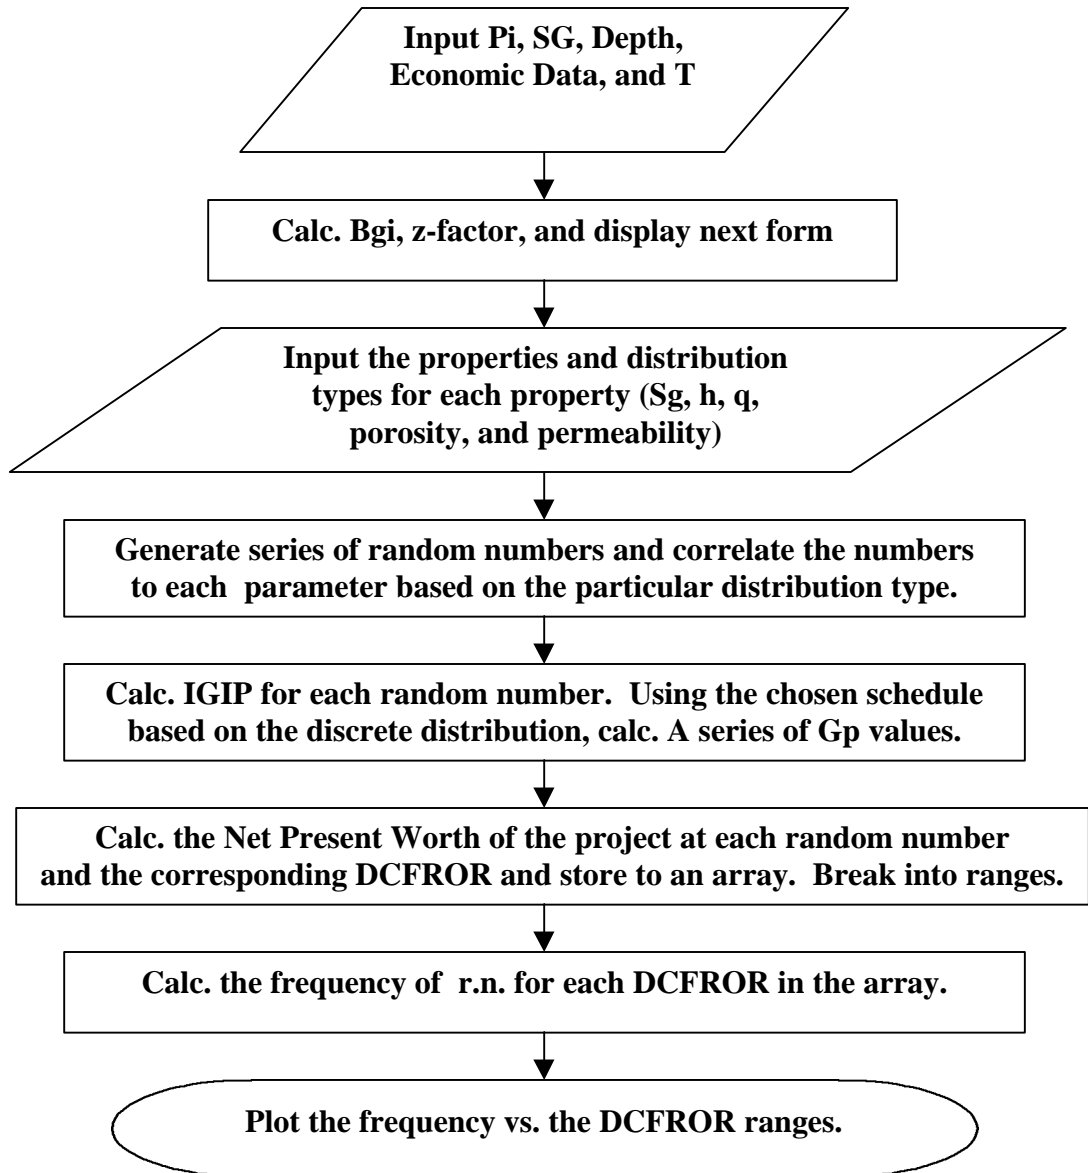 Input Pi, SG, Depth,
Economic Data, and T
Calc. Bgi, z-factor, and display next form
Input the properties and distribution
types for each property (Sg, h, q,
porosity, and permeability)
Generate series of random numbers and correlate the numbers
to each parameter based on the particular distribution type.
Calc. IGIP for each random number. Using the chosen schedule
based on the discrete distribution, calc. A series of Gp values.
Calc. the Net Present Worth of the project at each random number
and the corresponding DCFROR and store to an array. Break into ranges.
Calc. the frequency of r.n. for each DCFROR in the array.
Plot the frequency vs. the DCFROR ranges.